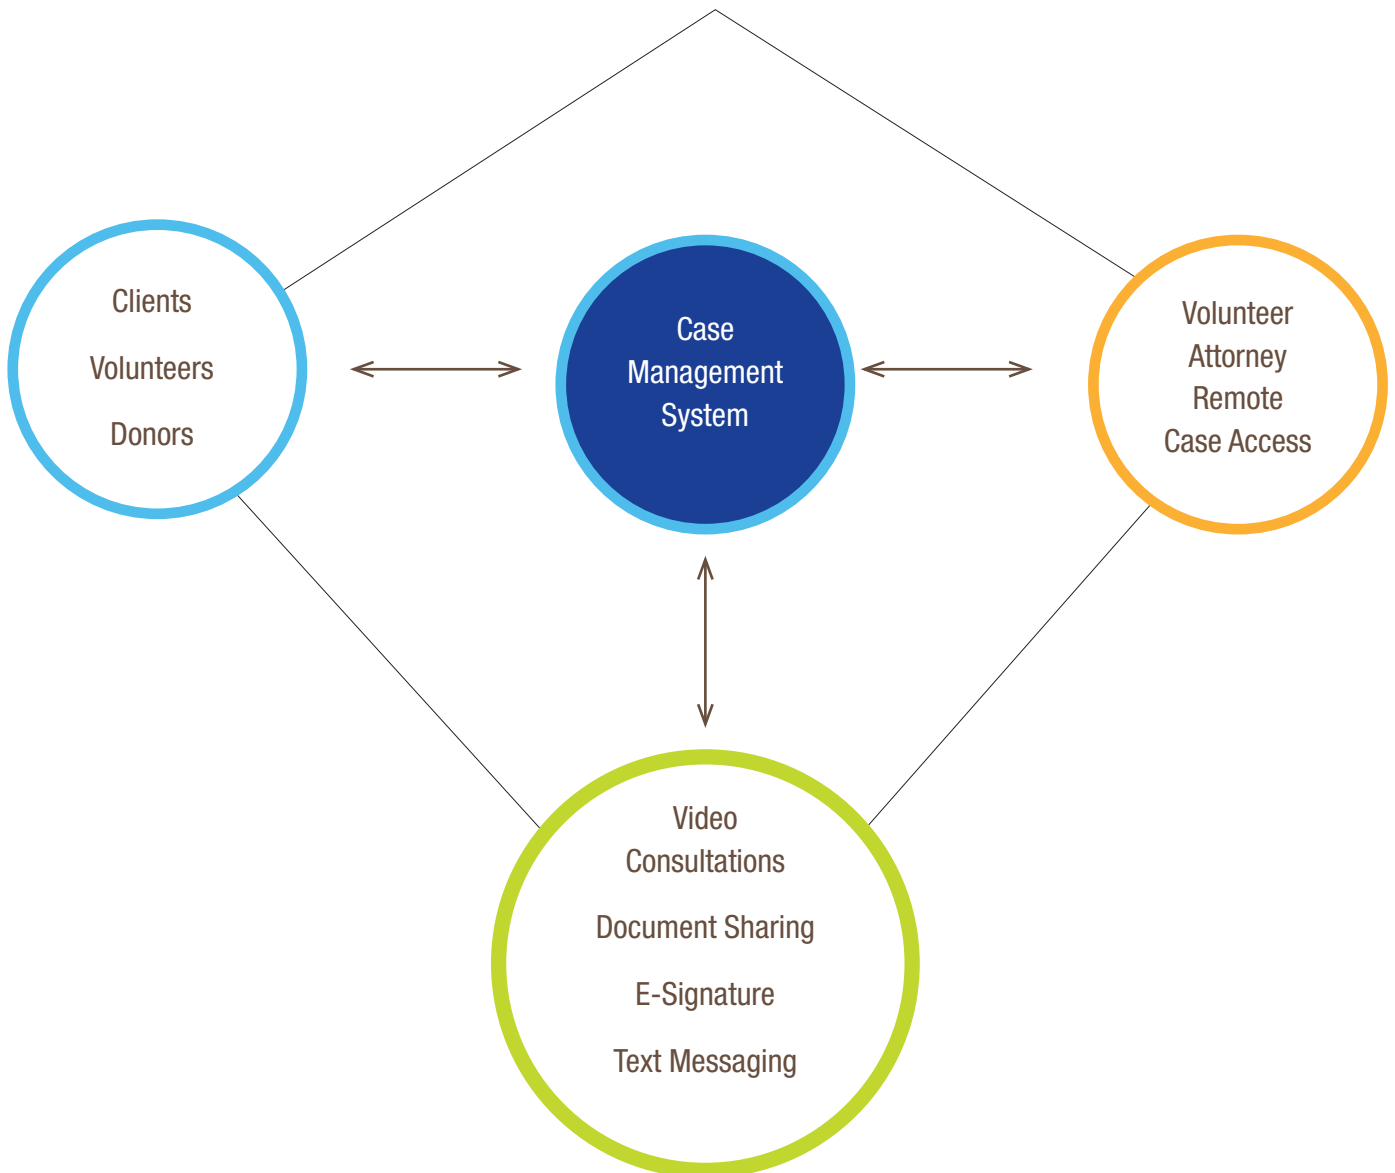 Clients
Volunteers
Donors
Case
Management
System
Volunteer
Attorney
Remote
Case Access
Video
Consultations
Document Sharing
E-Signature
Text Messaging